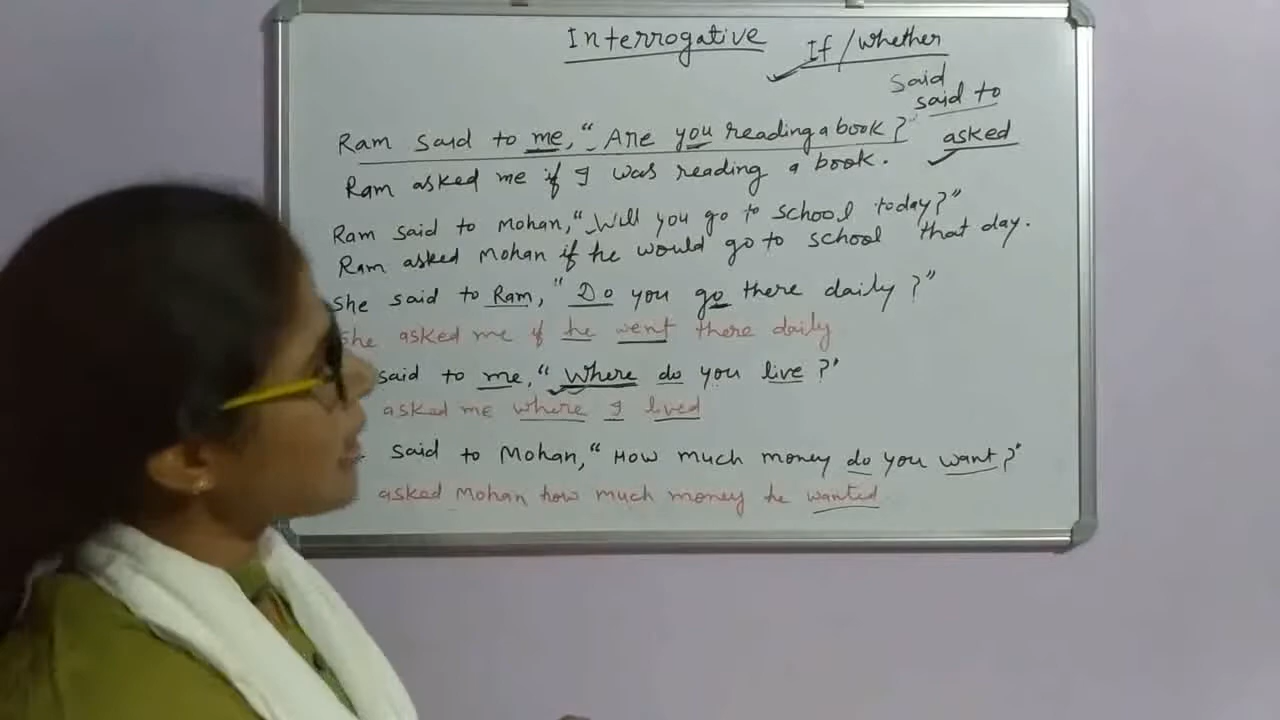 Interrogative
If / whether
said
said to
asked
Ram said to me, "Are you reading a book?"
Ram asked me if I was reading a book.
Ram said to Mohan, "Will you go to school today?"
Ram asked Mohan if he would go to school that day.
She said to Ram, "Do you go there daily?"
She asked me if he went there daily
said to me, "Where do you live?"
asked me where I lived
said to Mohan, "How much money do you want?"
asked Mohan how much money he wanted